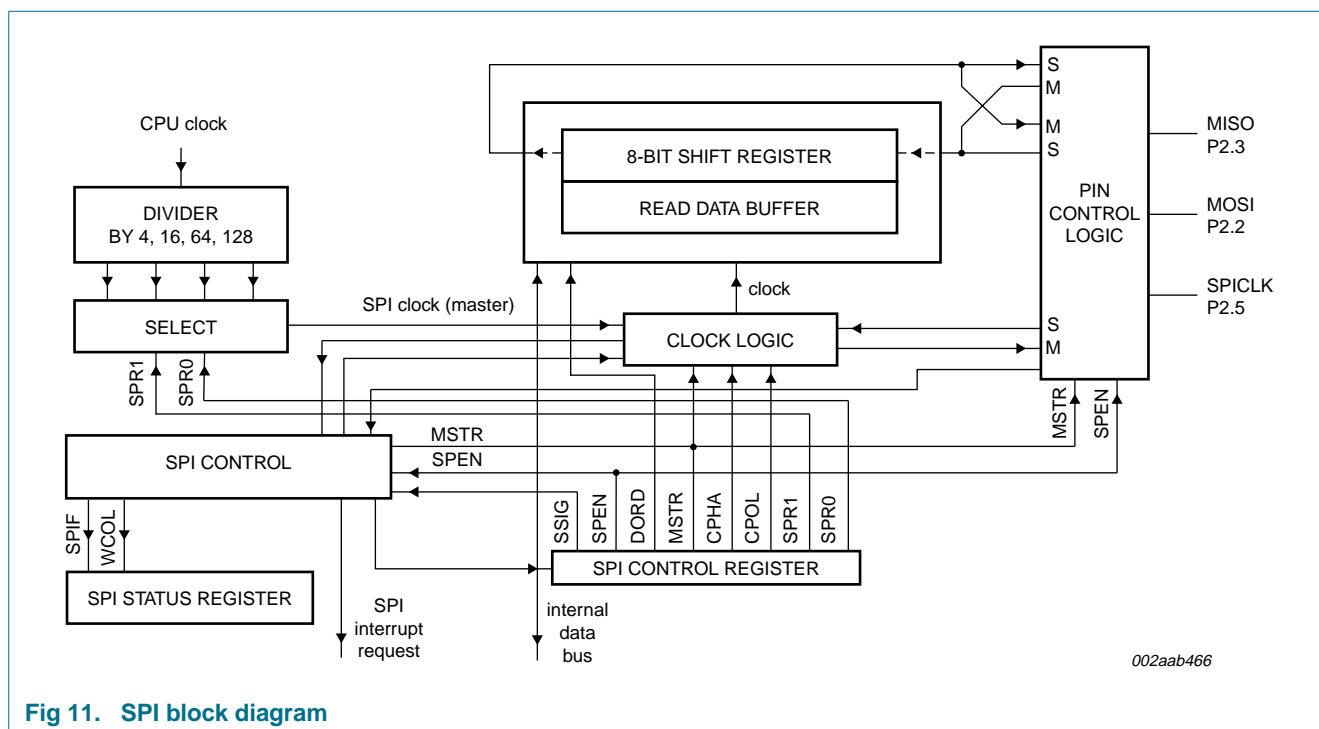 CPU clock
DIVIDER
BY 4, 16, 64, 128
SELECT
SPR1
SPR0
SPI clock (master)
8-BIT SHIFT REGISTER
READ DATA BUFFER
clock
CLOCK LOGIC
S
M
M
S
PIN
CONTROL
LOGIC
S
M
MISO
P2.3
MOSI
P2.2
SPICLK
P2.5
MSTR
SPEN
SPI CONTROL
MSTR
SPEN
SPIF
WCOL
SPI STATUS REGISTER
SSIG
SPEN
DORD
MSTR
CPHA
CPOL
SPR1
SPR0
SPI CONTROL REGISTER
SPI
interrupt
request
internal
data
bus
002aab466
Fig 11. SPI block diagram